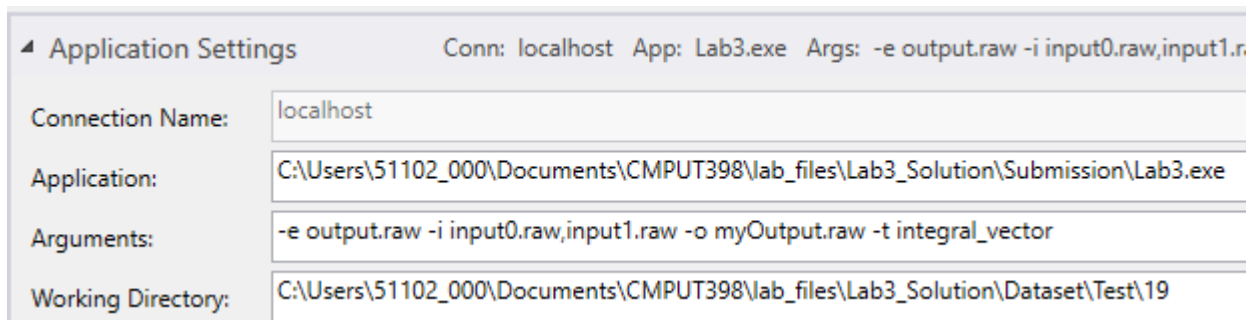 Application Settings Conn: localhost App: Lab3.exe Args: -e output.raw -i input0.raw,input1.ra
Connection Name: localhost
Application: C:\Users\51102_000\Documents\CMPUT398\lab_files\Lab3_Solution\Submission\Lab3.exe
Arguments: -e output.raw -i input0.raw,input1.raw -o myOutput.raw -t integral_vector
Working Directory: C:\Users\51102_000\Documents\CMPUT398\lab_files\Lab3_Solution\Dataset\Test\19